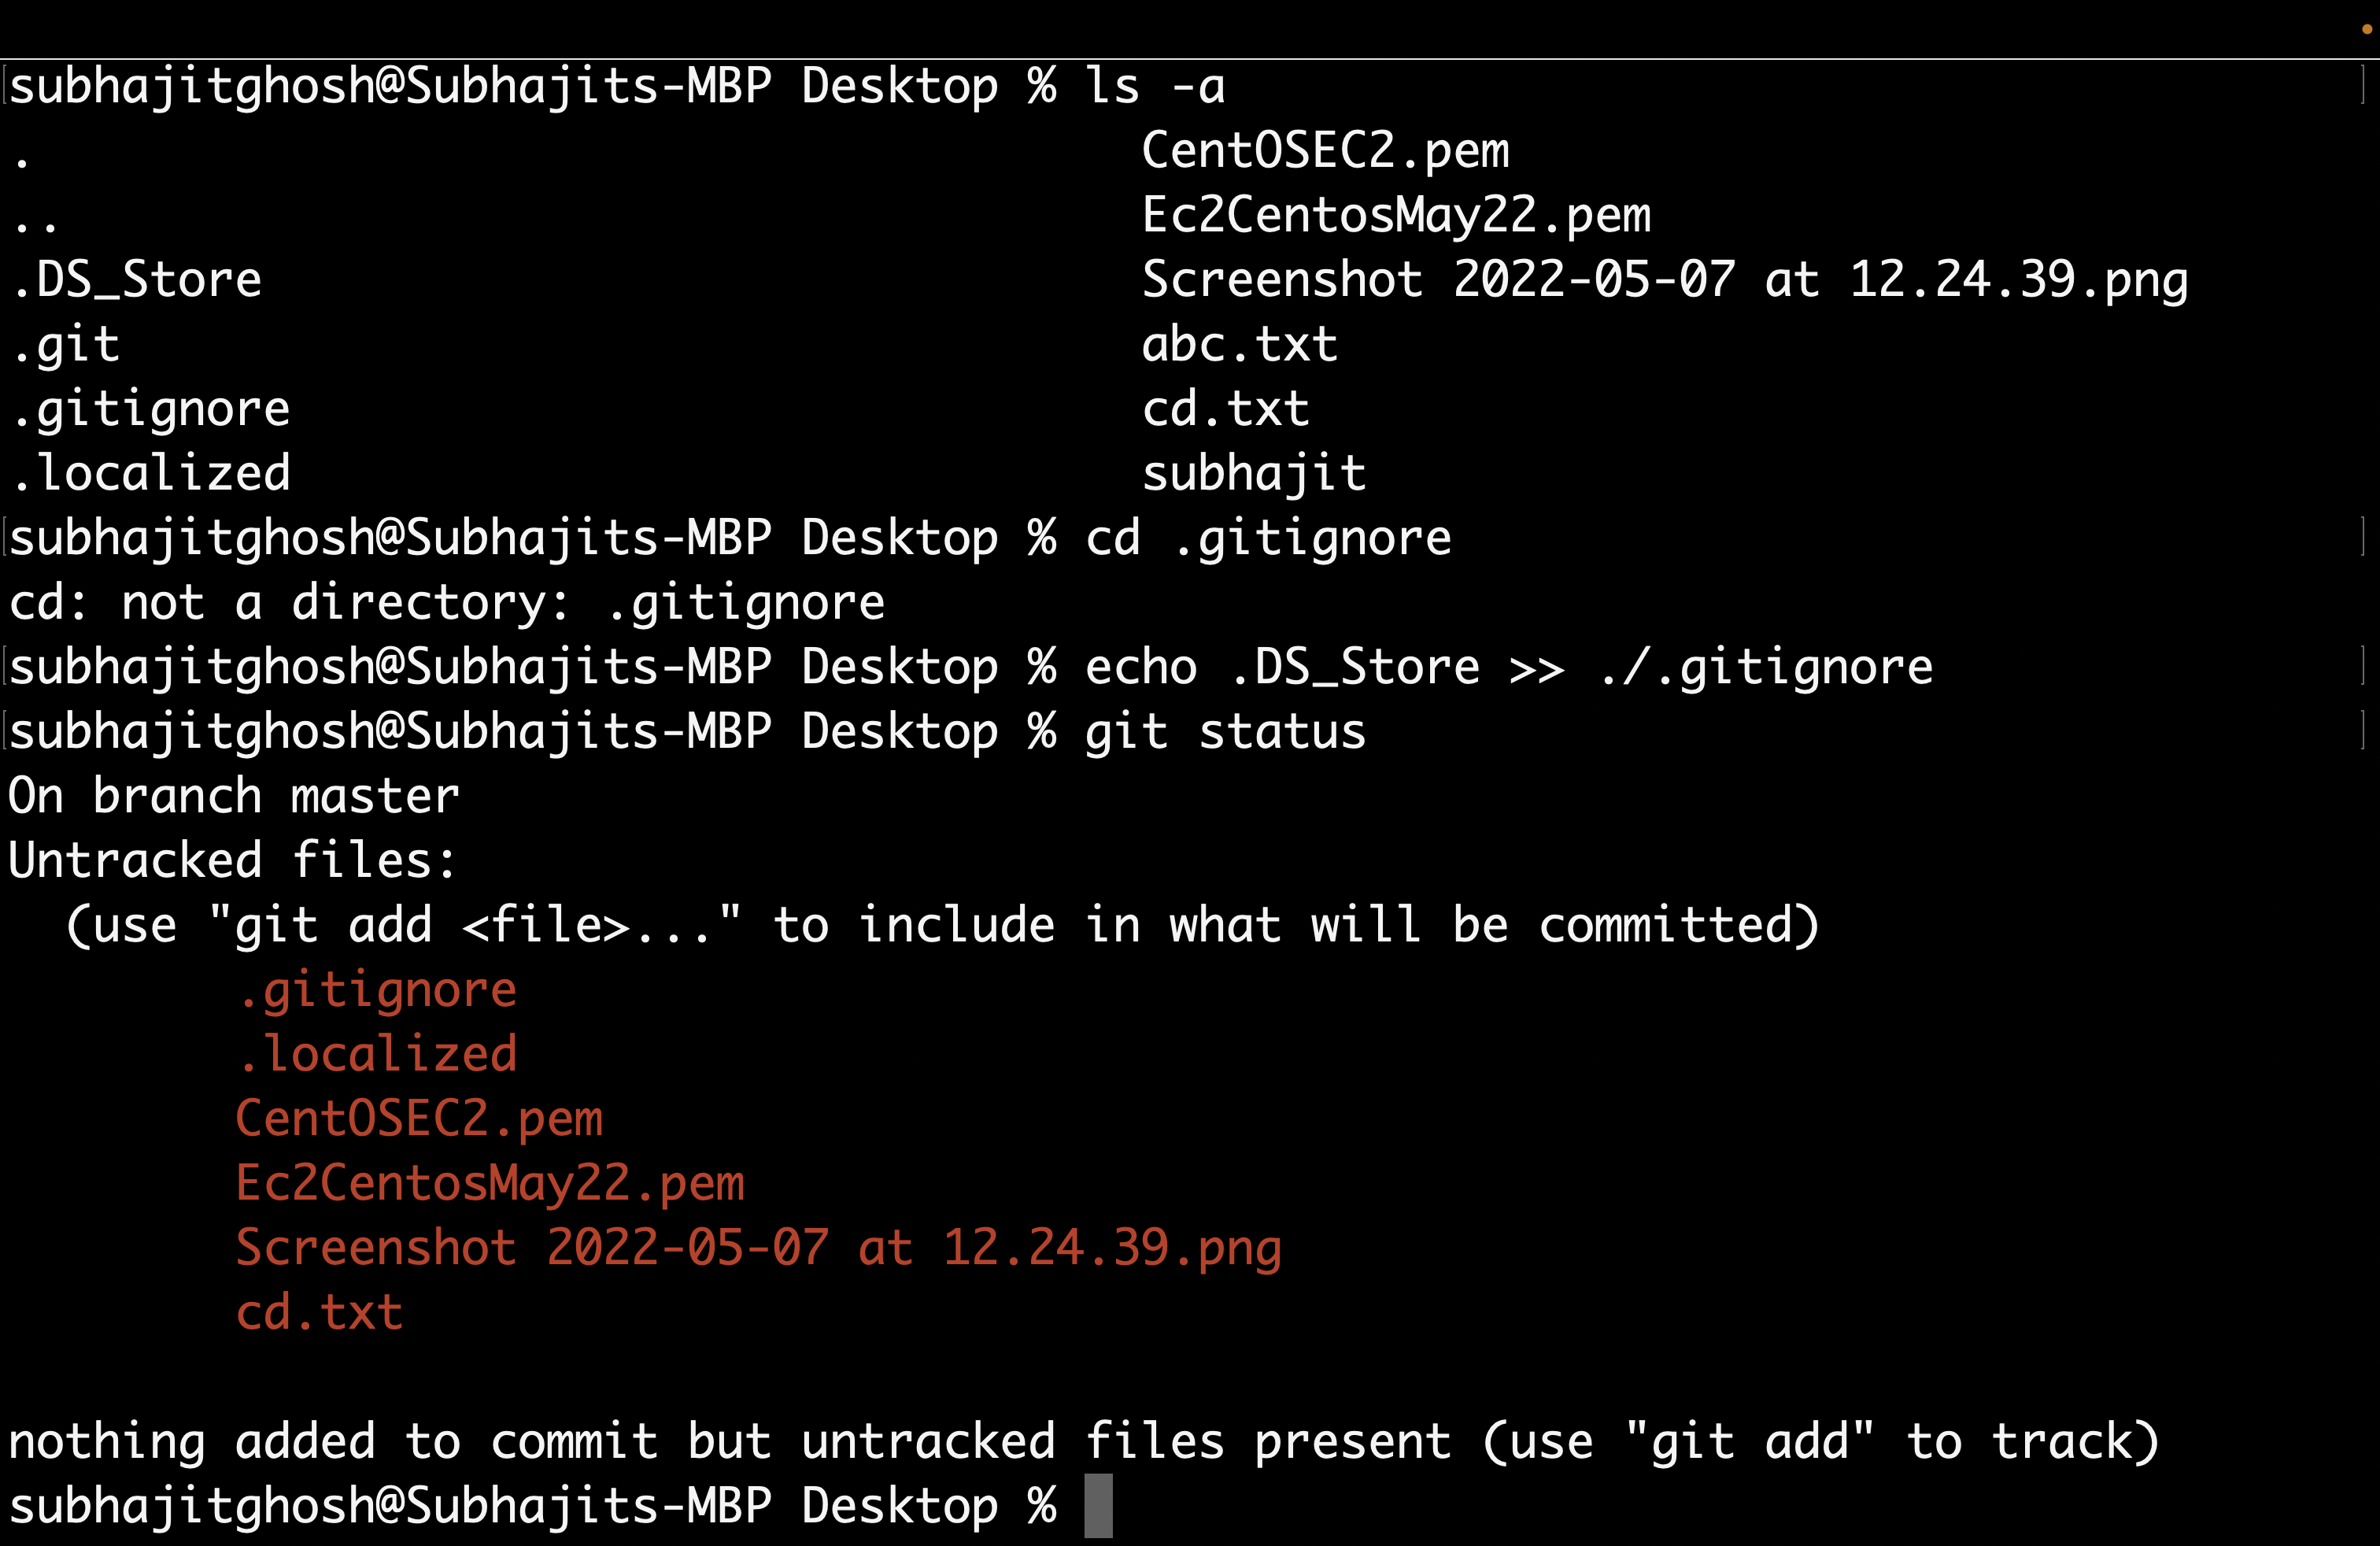 subhajitghosh@Subhajits-MBP Desktop % ls -a
. CentOSEC2.pem
.. Ec2CentosMay22.pem
.DS_Store Screenshot 2022-05-07 at 12.24.39.png
.git abc.txt
.gitignore cd.txt
.localized subhajit
subhajitghosh@Subhajits-MBP Desktop % cd .gitignore
cd: not a directory: .gitignore
subhajitghosh@Subhajits-MBP Desktop % echo .DS_Store >> ./.gitignore
subhajitghosh@Subhajits-MBP Desktop % git status
On branch master
Untracked files:
(use "git add <file>..." to include in what will be committed)
.gitignore
.localized
CentOSEC2.pem
Ec2CentosMay22.pem
Screenshot 2022-05-07 at 12.24.39.png
cd.txt
nothing added to commit but untracked files present (use "git add" to track)
subhajitghosh@Subhajits-MBP Desktop %